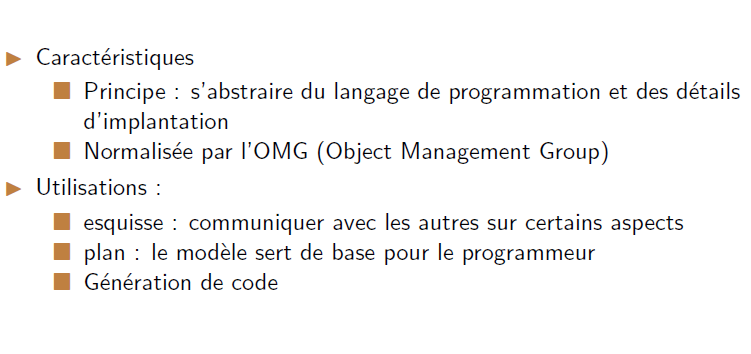 Caractéristiques
Principe : s'abstraire du langage de programmation et des détails
d'implantation
Normalisée par l'OMG (Object Management Group)
Utilisations :
esquisse : communiquer avec les autres sur certains aspects
plan : le modèle sert de base pour le programmeur
Génération de code